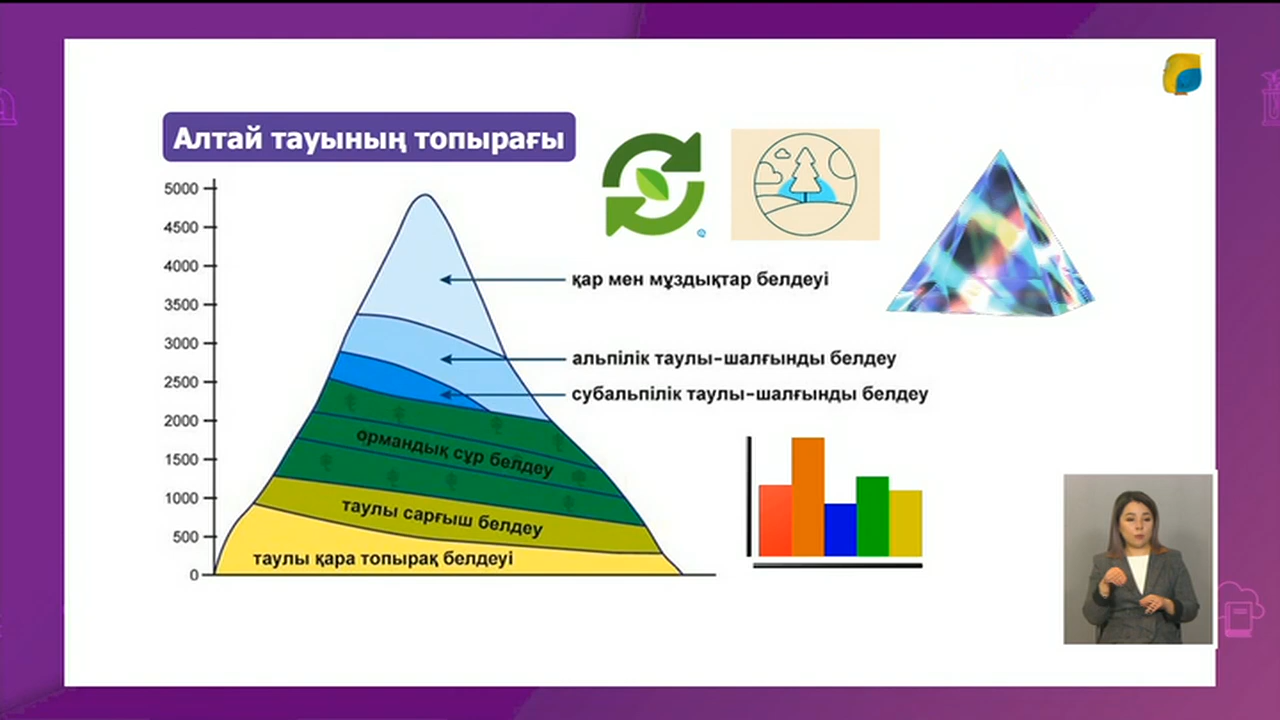 Алтай тауының топырағы
5000
4500
4000
3500
3000
2500
2000
1500
1000
500
0
қар мен мұздықтар белдеуі
альпілік таулы-шалғынды белдеу
субальпілік таулы-шалғынды белдеу
ормандық сұр белдеу
таулы сарғыш белдеу
таулы қара топырақ белдеуі